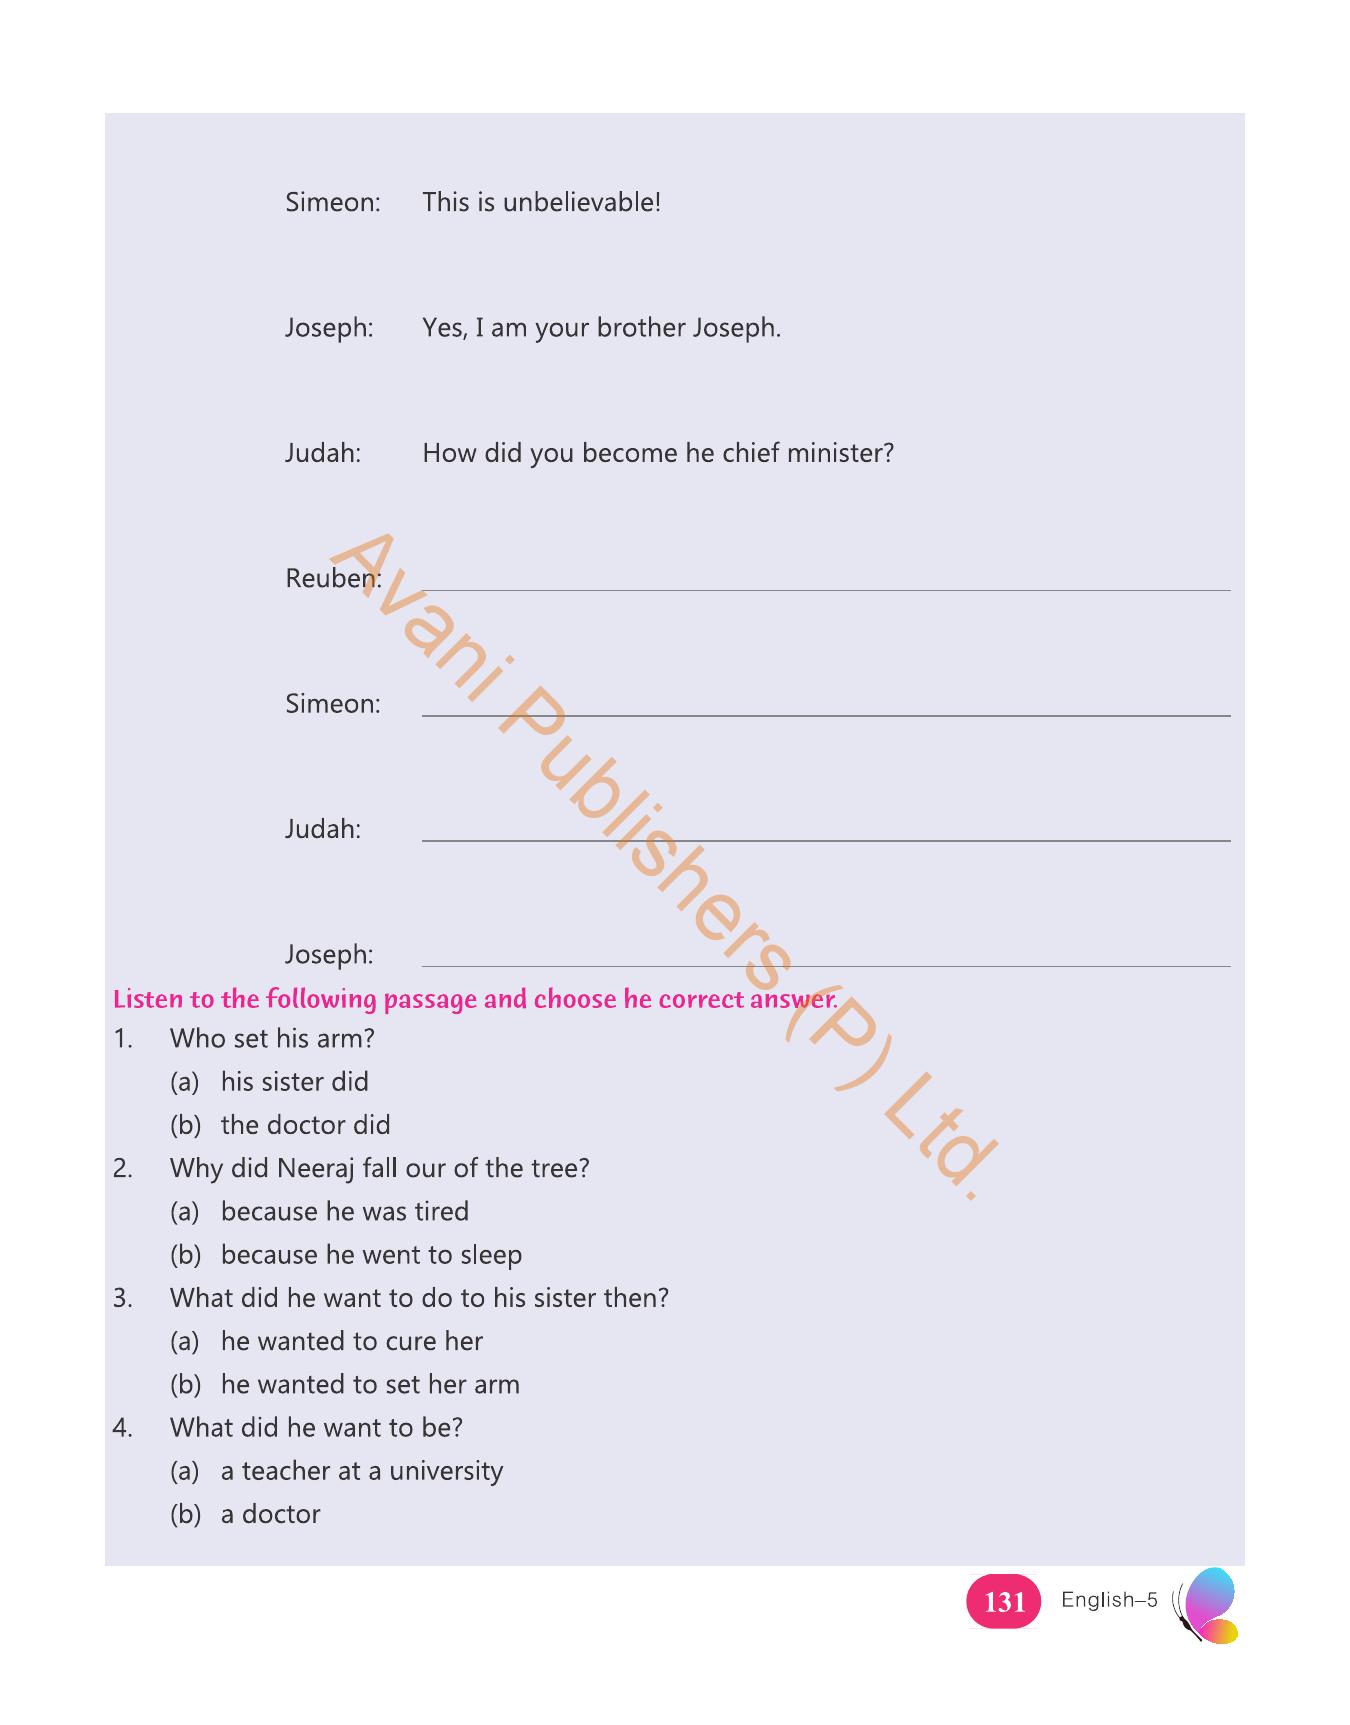 Simeon: This is unbelievable!
Joseph: Yes, I am your brother Joseph.
Judah: How did you become he chief minister?
Reuben:
Simeon:
Judah:
Joseph:
Listen to the following passage and choose he correct answer.
1. Who set his arm?
(a) his sister did
(b) the doctor did
2. Why did Neeraj fall our of the tree?
(a) because he was tired
(b) because he went to sleep
3. What did he want to do to his sister then?
(a) he wanted to cure her
(b) he wanted to set her arm
4. What did he want to be?
(a) a teacher at a university
(b) a doctor
131 English–5
Avani Publishers (P) Ltd.